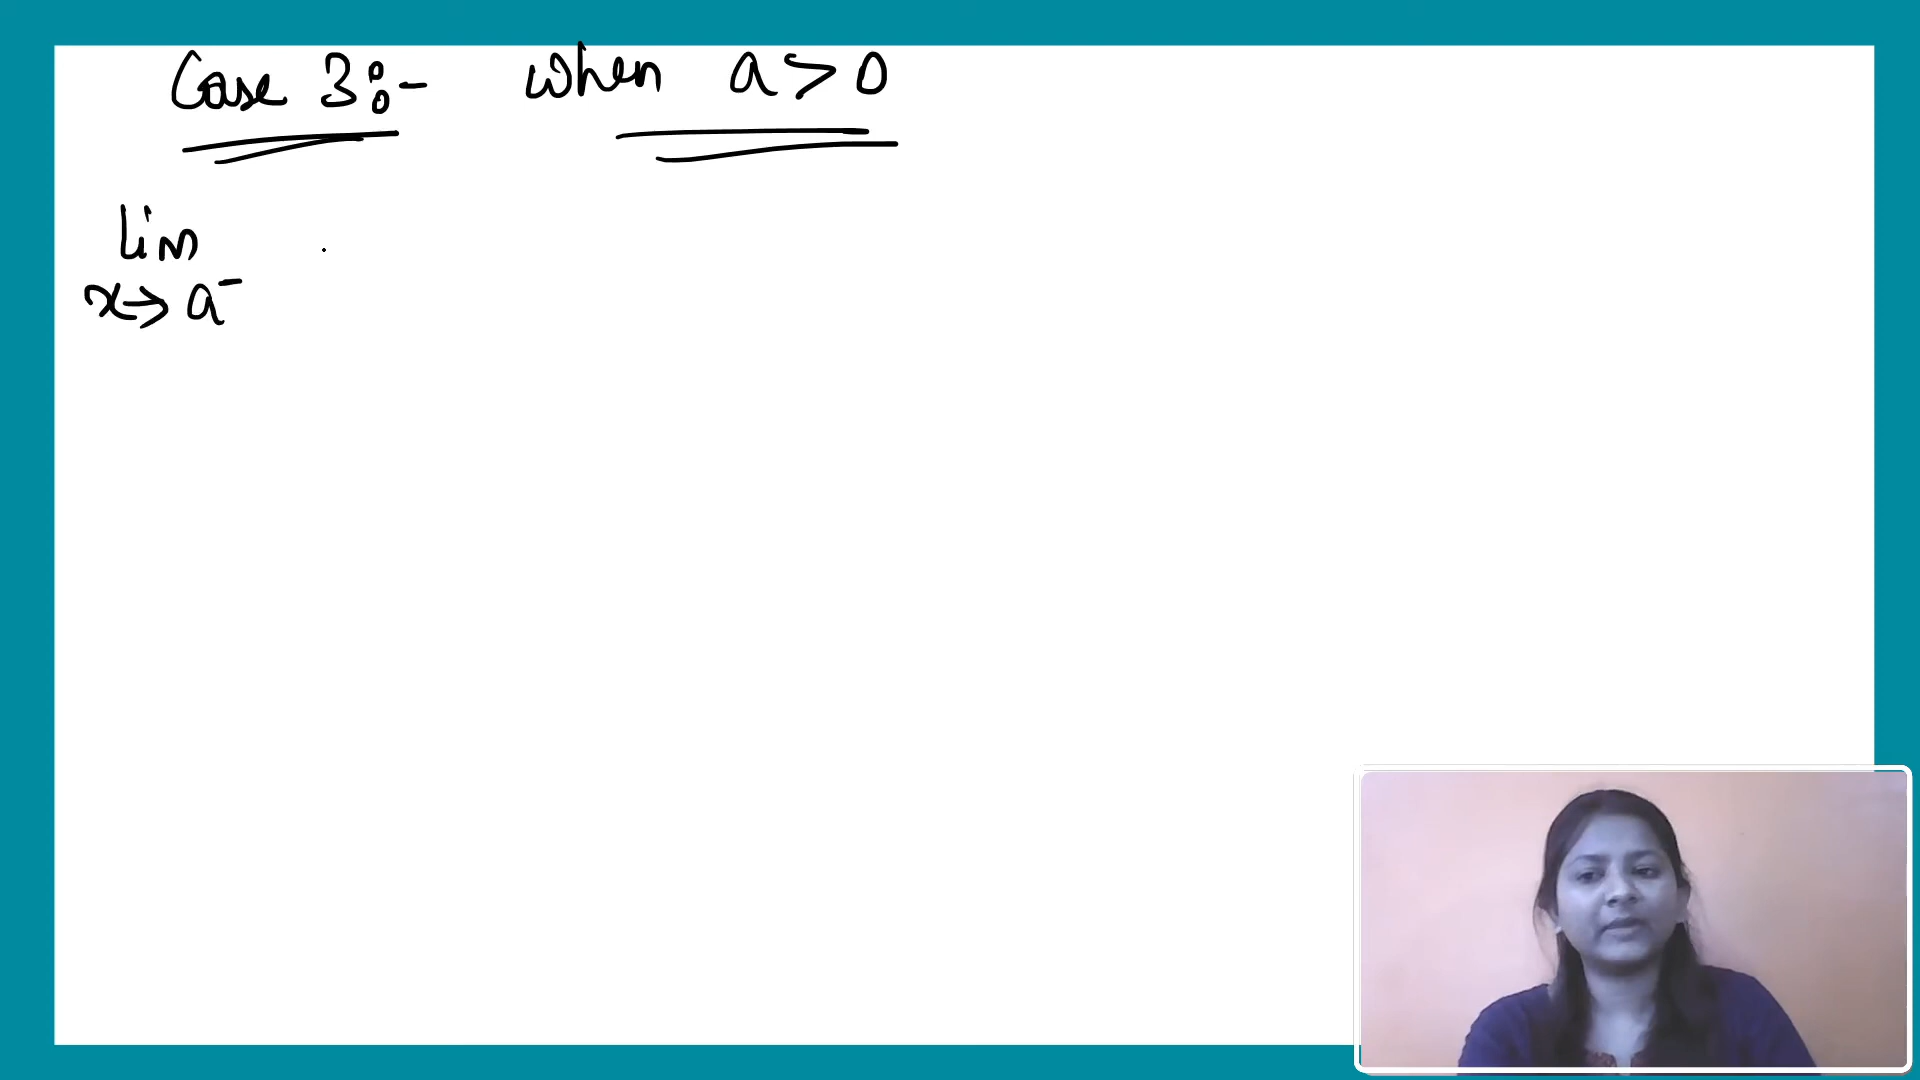 Case 3:- when a > 0
lim
x→a⁻